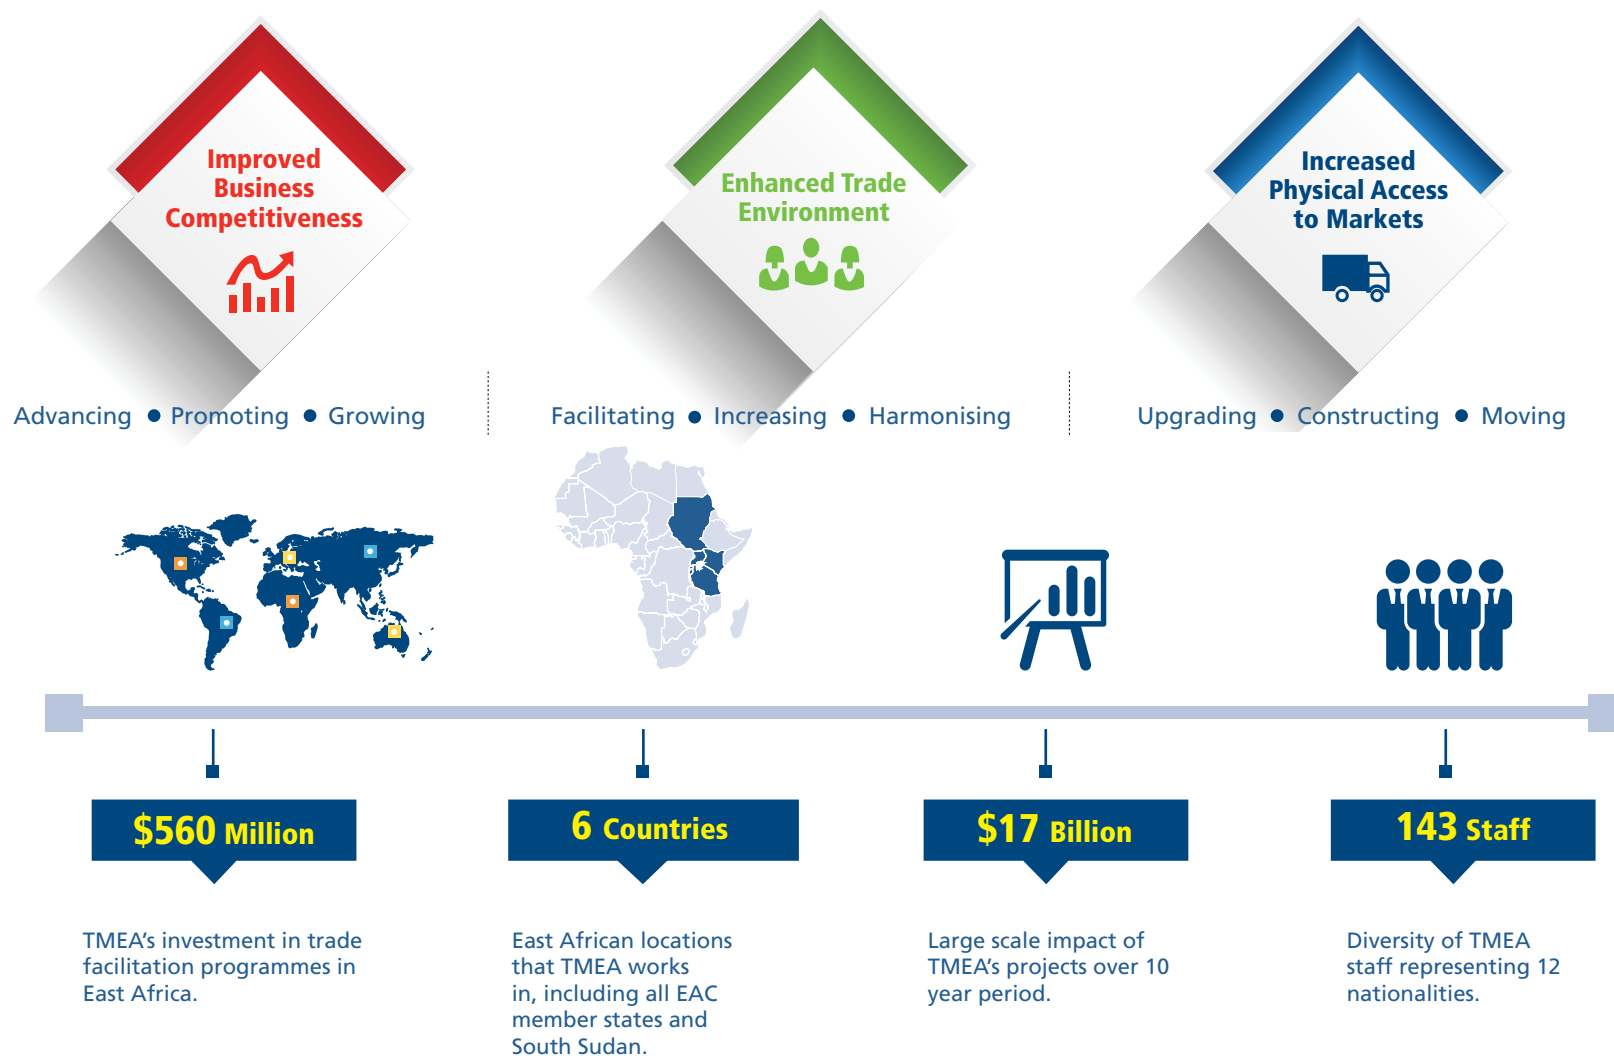 Improved
Business
Competitiveness
Enhanced Trade
Environment
Increased
Physical Access
to Markets
Advancing ● Promoting ● Growing
Facilitating ● Increasing ● Harmonising
Upgrading ● Constructing ● Moving
$560 Million
6 Countries
$17 Billion
143 Staff
TMEA’s investment in trade
facilitation programmes in
East Africa.
East African locations
that TMEA works
in, including all EAC
member states and
South Sudan.
Large scale impact of
TMEA’s projects over 10
year period.
Diversity of TMEA
staff representing 12
nationalities.